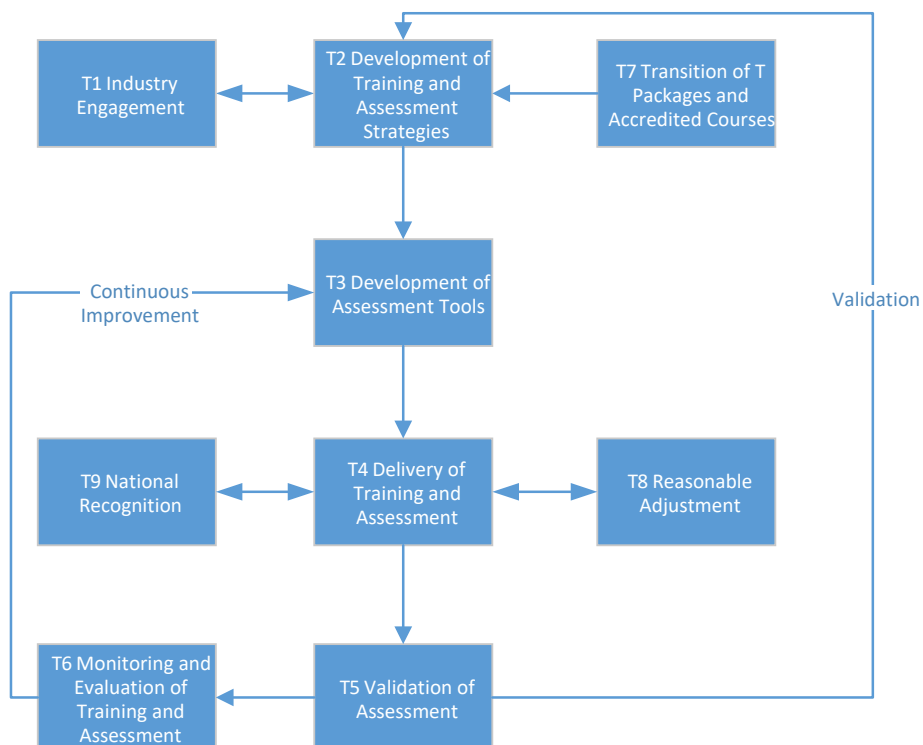 T1 Industry
Engagement
T2 Development of
Training and
Assessment
Strategies
T7 Transition of T
Packages and
Accredited Courses
T3 Development of
Assessment Tools
Continuous
Improvement
Validation
T9 National
Recognition
T4 Delivery of
Training and
Assessment
T8 Reasonable
Adjustment
T6 Monitoring and
Evaluation of
Training and
Assessment
T5 Validation of
Assessment